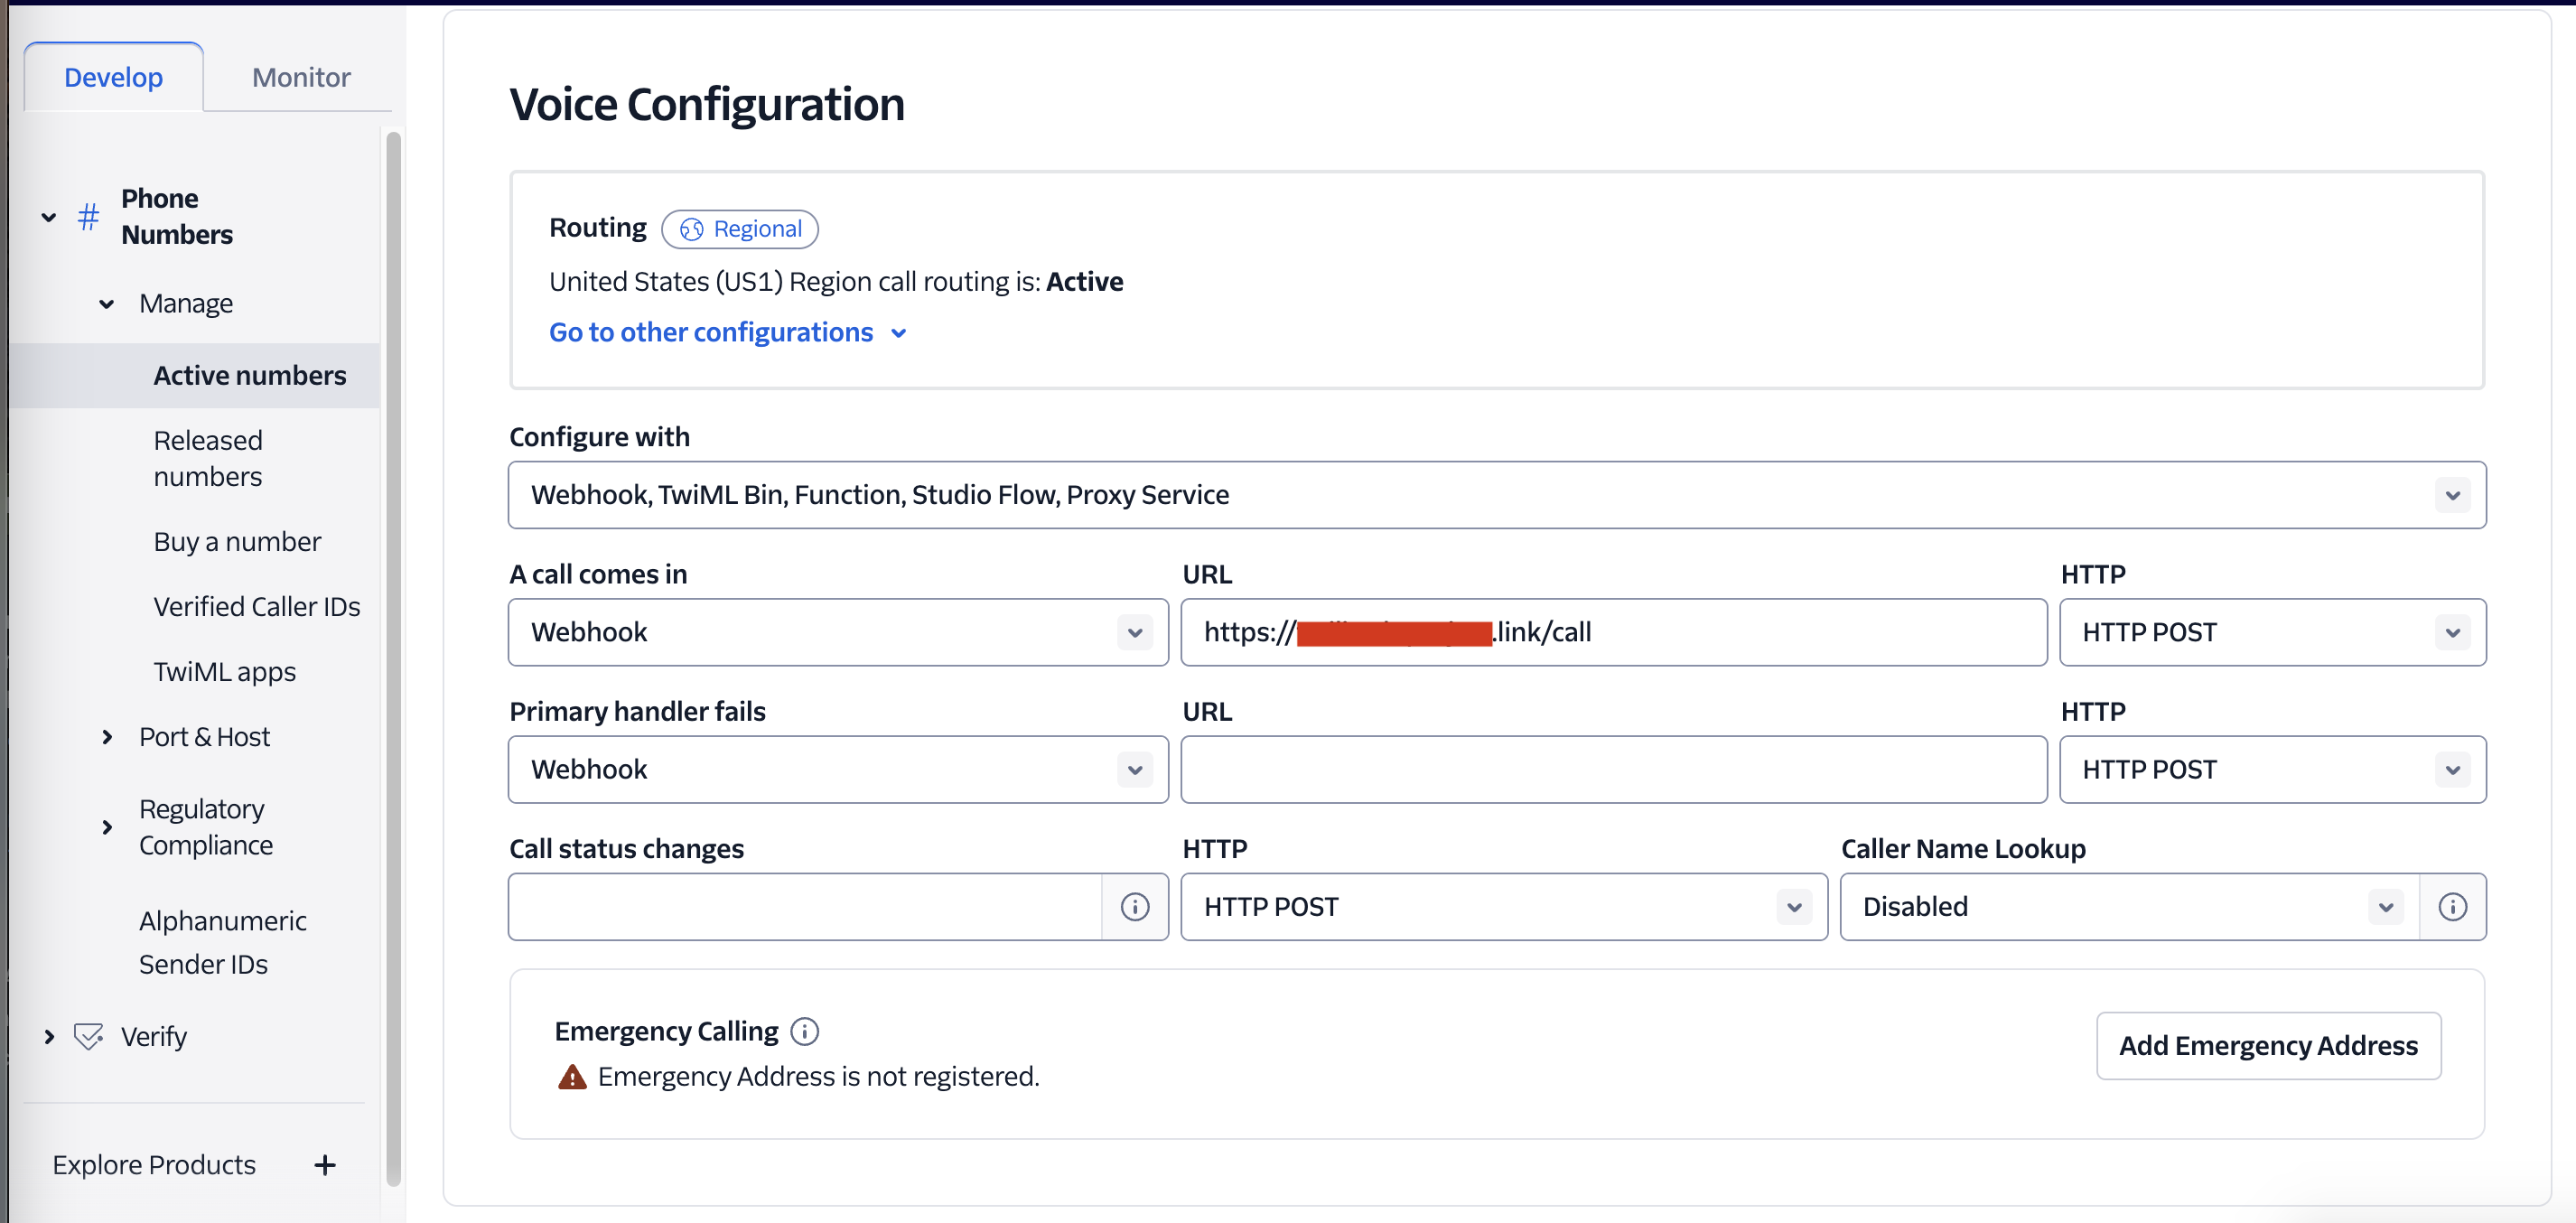 Develop
Monitor
Phone
Numbers
Manage
Active numbers
Released
numbers
Buy a number
Verified Caller IDs
TwiML apps
Port & Host
Regulatory
Compliance
Alphanumeric
Sender IDs
Verify
Explore Products
Voice Configuration
Routing Regional
United States (US1) Region call routing is: Active
Go to other configurations
Configure with
Webhook, TwiML Bin, Function, Studio Flow, Proxy Service
A call comes in URL HTTP
Webhook https:// .link/call HTTP POST
Primary handler fails URL HTTP
Webhook HTTP POST
Call status changes HTTP Caller Name Lookup
HTTP POST Disabled
Emergency Calling
Emergency Address is not registered.
Add Emergency Address